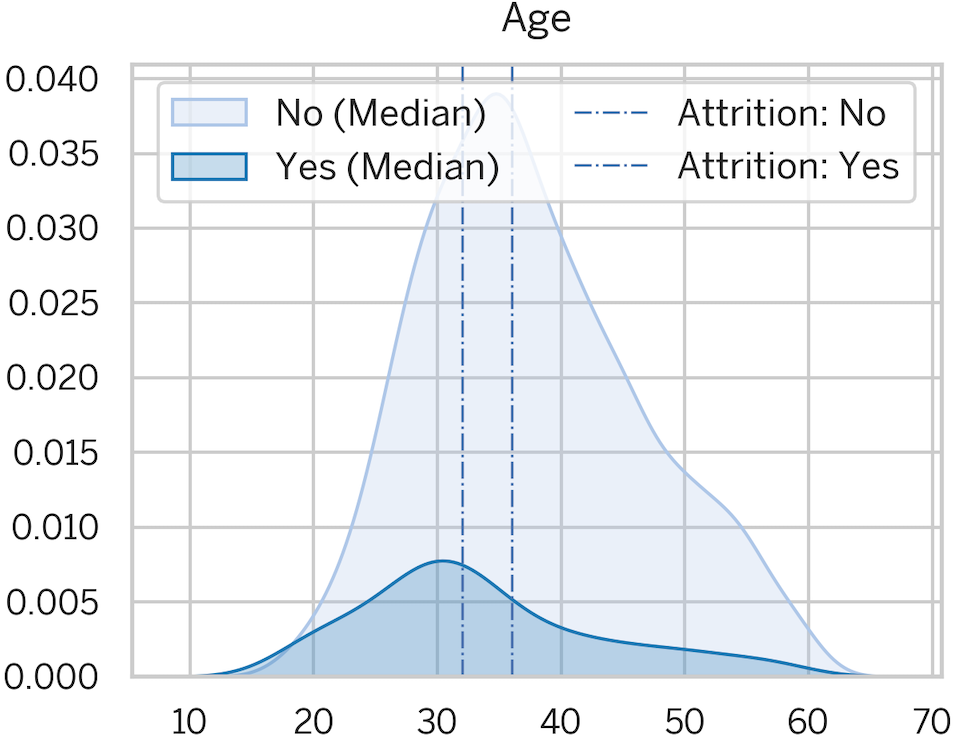 Age
0.040
0.035
0.030
0.025
0.020
0.015
0.010
0.005
0.000
No (Median)
Yes (Median)
Attrition: No
Attrition: Yes
10 20 30 40 50 60 70